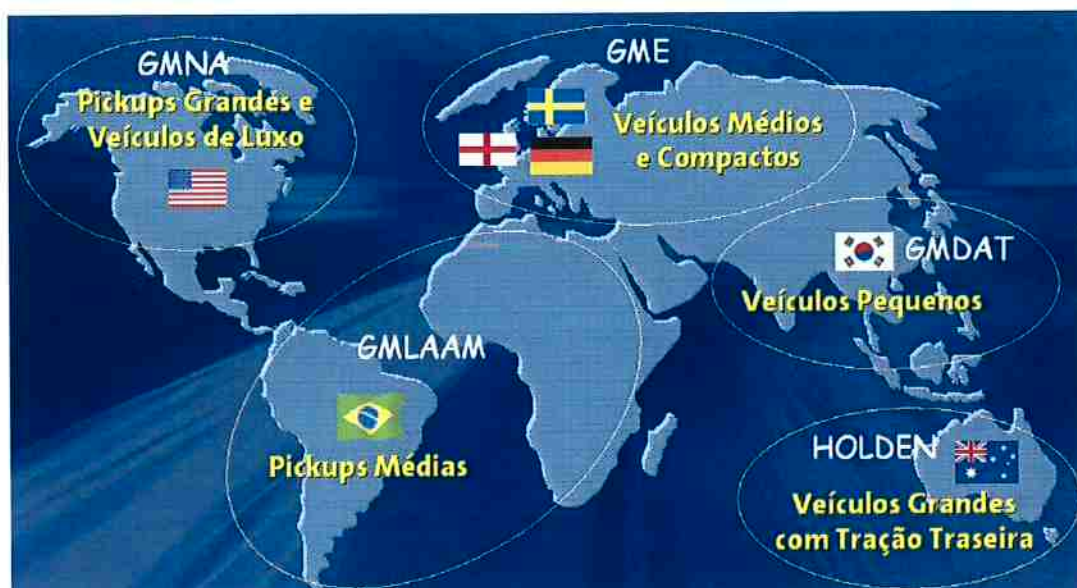 GMNA
Pickups Grandes e
Veículos de Luxo
GME
Veículos Médios
e Compactos
GMDAT
Veículos Pequenos
GMLAAM
Pickups Médias
HOLDEN
Veículos Grandes
com Tração Traseira